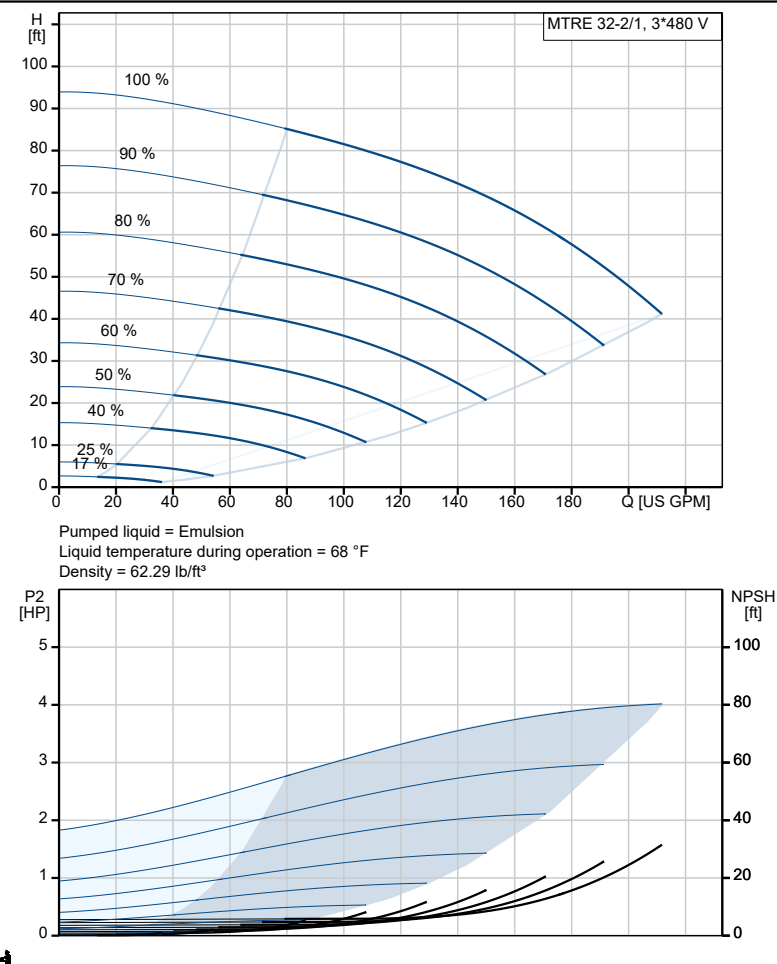 H
[ft]
MTRE 32-2/1, 3*480 V
100
90
80
70
60
50
40
30
20
10
0
100 %
90 %
80 %
70 %
60 %
50 %
40 %
25 %
17 %
0 20 40 60 80 100 120 140 160 180 Q [US GPM]
Pumped liquid = Emulsion
Liquid temperature during operation = 68 °F
Density = 62.29 lb/ft³
P2
[HP]
NPSH
[ft]
5
4
3
2
1
0
100
80
60
40
20
0